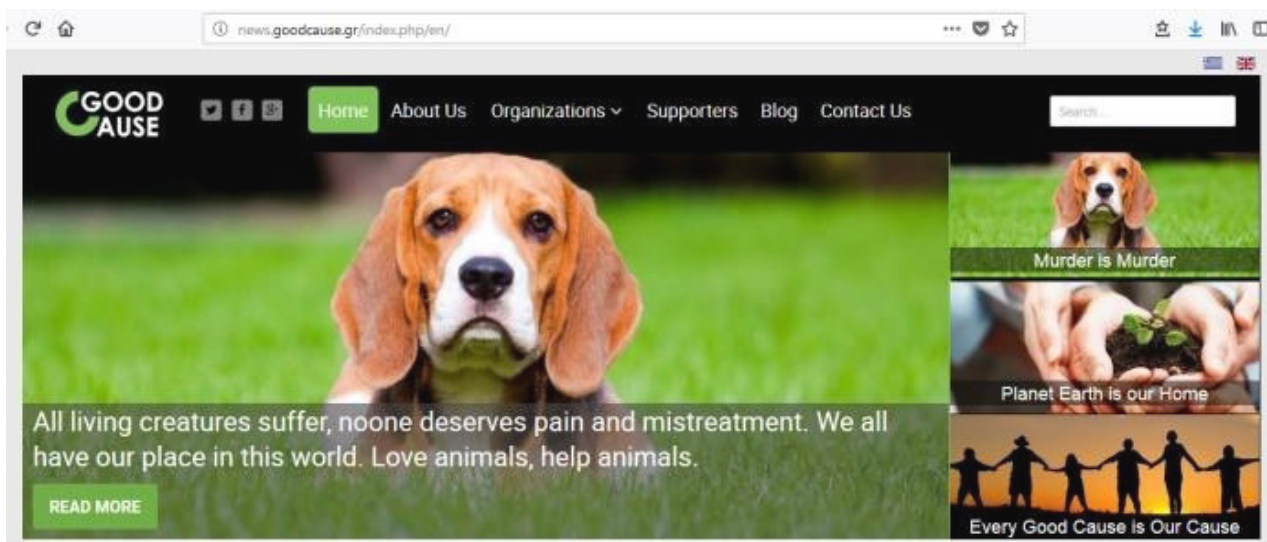 news.goodcause.gr/index.php/en/
GOOD
CAUSE
Home About Us Organizations Supporters Blog Contact Us
Search...
All living creatures suffer, noone deserves pain and mistreatment. We all
have our place in this world. Love animals, help animals.
READ MORE
Murder is Murder
Planet Earth is our Home
Every Good Cause is Our Cause